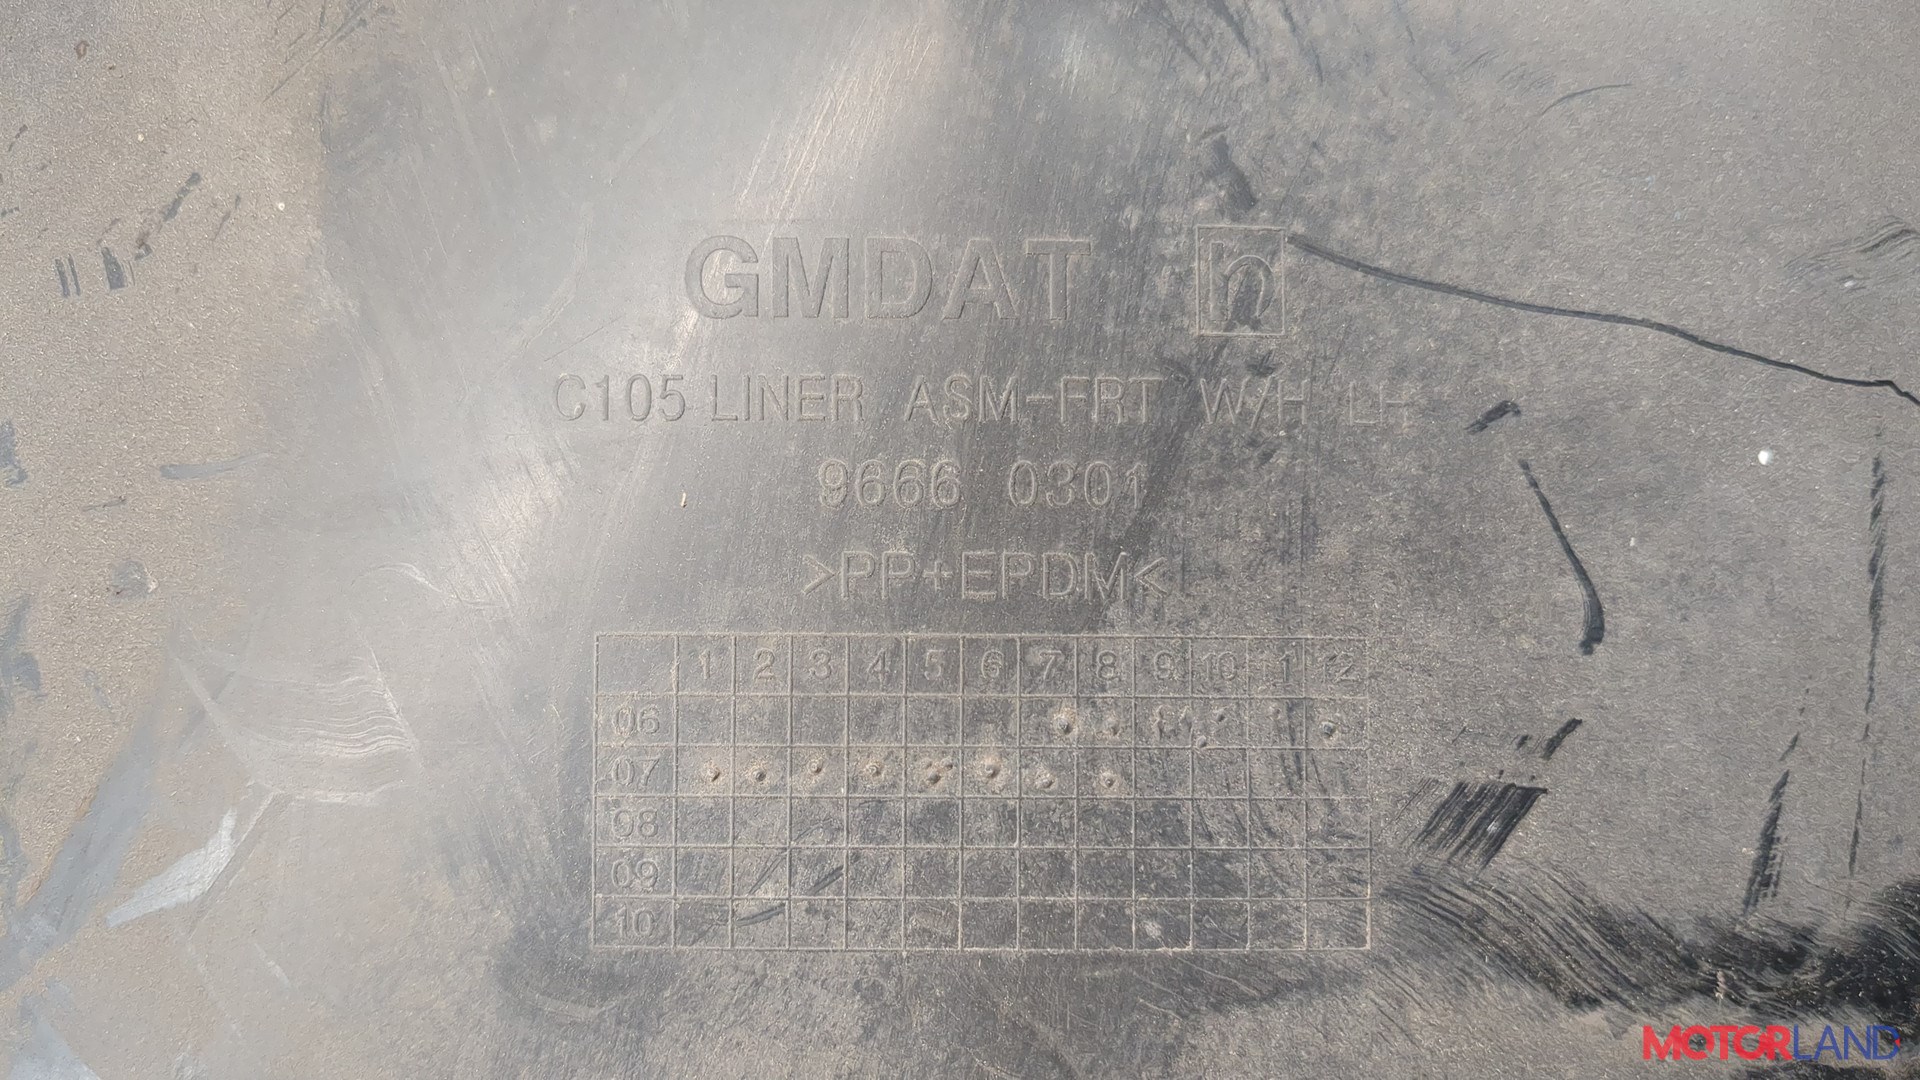 GMDAT h
C105 LINER ASM-FRT W/H LH
9666 0301
>PP+EPDM<
1 2 3 4 5 6 7 8 9 10 11 12
06
07
08
09
10
MOTORLAND